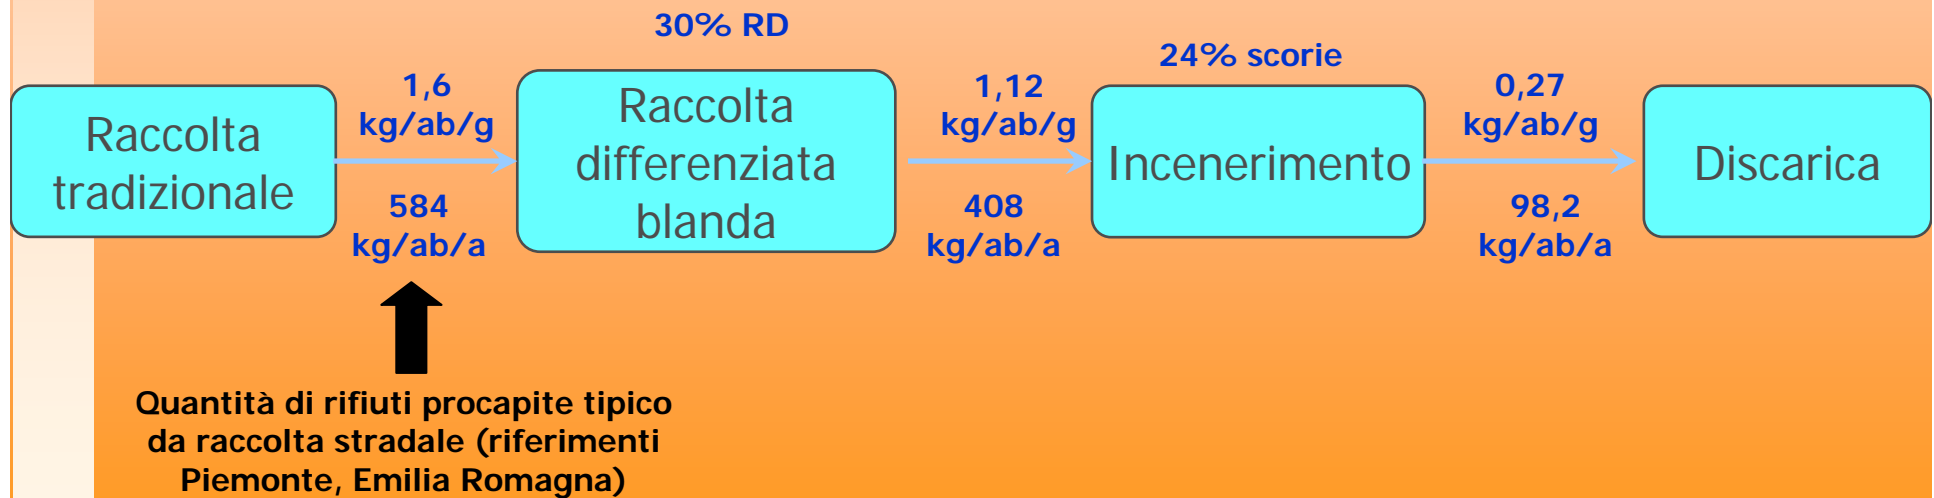 30% RD
24% scorie
Raccolta
tradizionale
1,6
kg/ab/g
584
kg/ab/a
Raccolta
differenziata
blanda
1,12
kg/ab/g
408
kg/ab/a
Incenerimento
0,27
kg/ab/g
98,2
kg/ab/a
Discarica
Quantità di rifiuti procapite tipico
da raccolta stradale (riferimenti
Piemonte, Emilia Romagna)